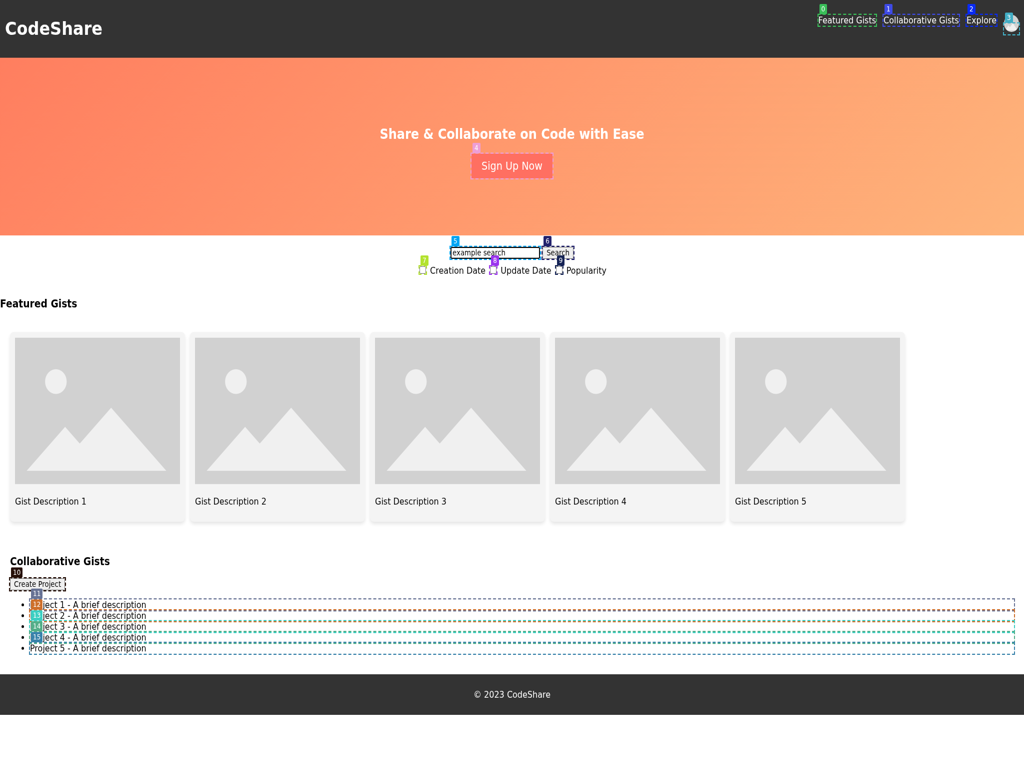 CodeShare
0
1
2
Featured Gists
Collaborative Gists
Explore
Share & Collaborate on Code with Ease
4
Sign Up Now
5
6
example search
Search
7
8
9
Creation Date
Update Date
Popularity
Featured Gists
Gist Description 1
Gist Description 2
Gist Description 3
Gist Description 4
Gist Description 5
Collaborative Gists
10
Create Project
11
12 ject 1 - A brief description
13 ject 2 - A brief description
14 ject 3 - A brief description
15 ject 4 - A brief description
Project 5 - A brief description
© 2023 CodeShare